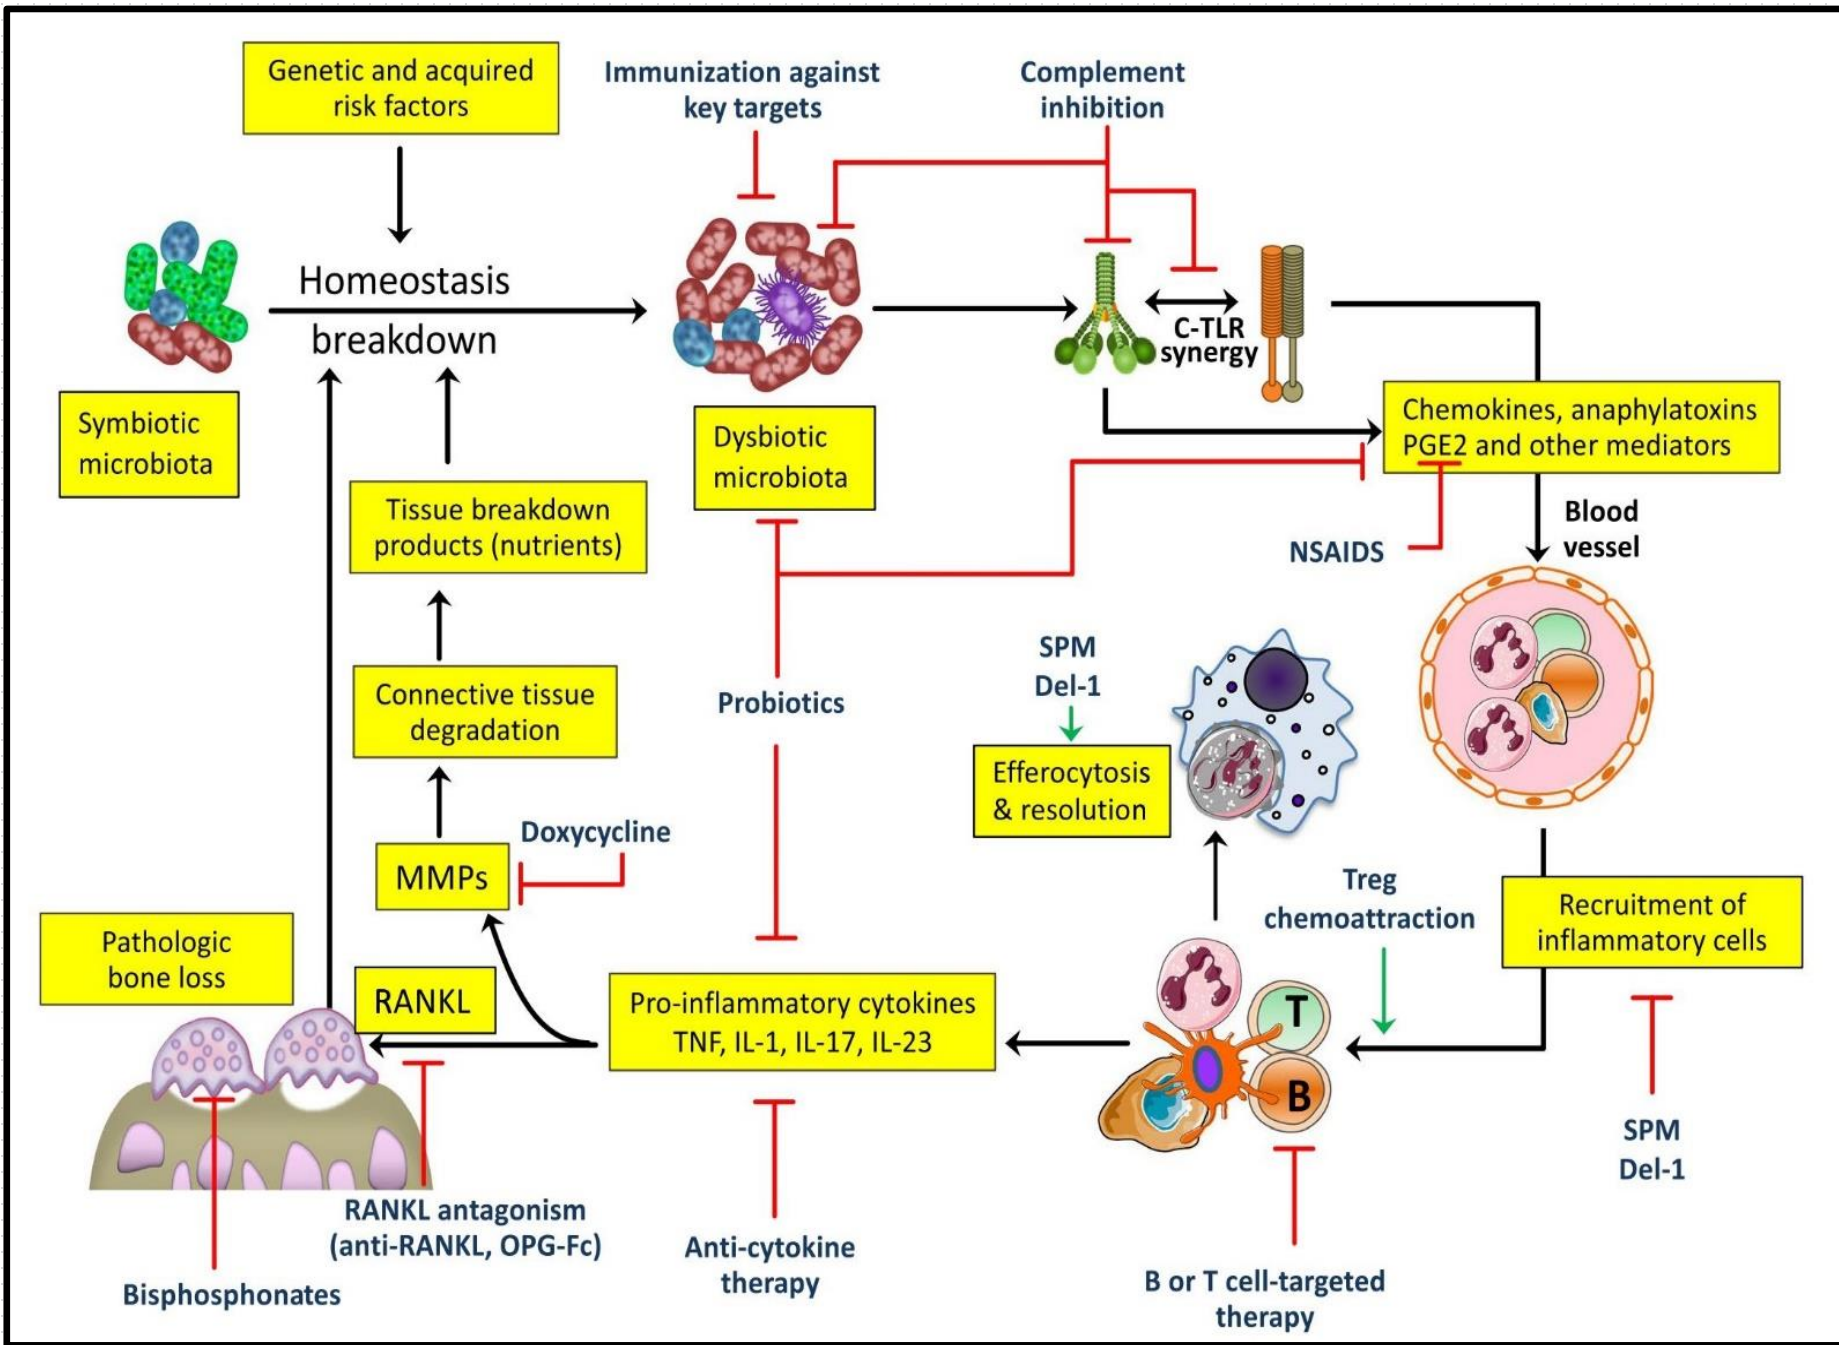 Genetic and acquired
risk factors
Immunization against
key targets
Complement
inhibition
Homeostasis
breakdown
C-TLR
synergy
Symbiotic
microbiota
Dysbiotic
microbiota
Chemokines, anaphylatoxins
PGE2 and other mediators
Tissue breakdown
products (nutrients)
NSAIDS
Blood
vessel
SPM
Del-1
Connective tissue
degradation
Probiotics
Efferocytosis
& resolution
Doxycycline
MMPs
Treg
chemoattraction
Recruitment of
inflammatory cells
Pathologic
bone loss
RANKL
Pro-inflammatory cytokines
TNF, IL-1, IL-17, IL-23
T
B
SPM
Del-1
RANKL antagonism
(anti-RANKL, OPG-Fc)
Anti-cytokine
therapy
Bisphosphonates
B or T cell-targeted
therapy